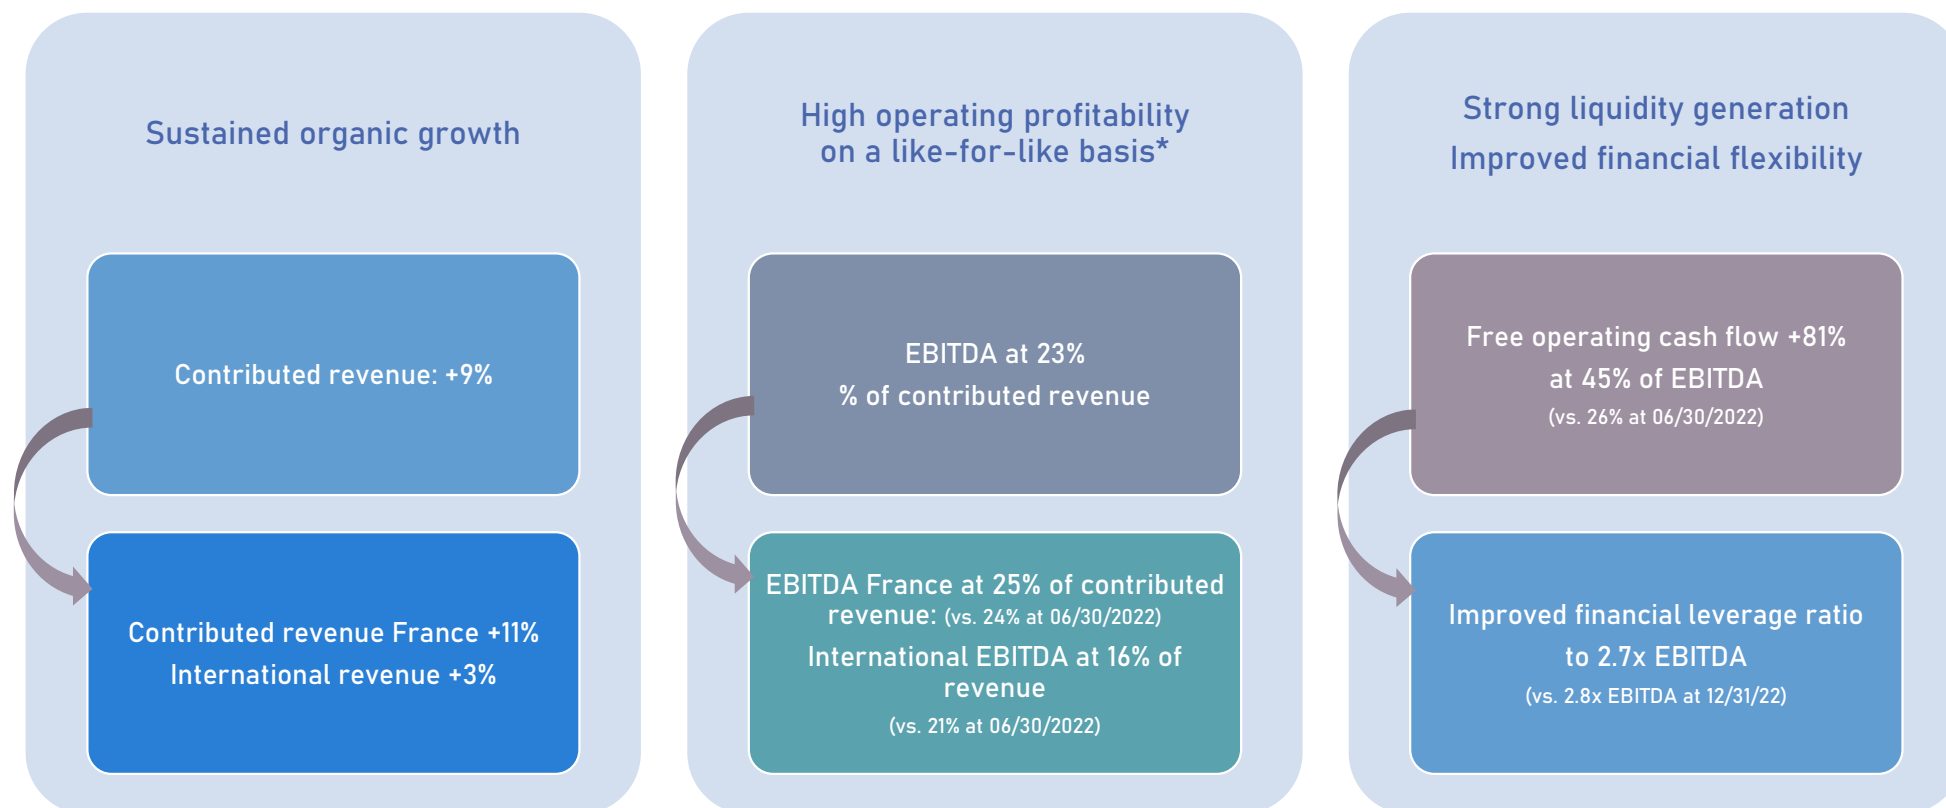 Sustained organic growth
Contributed revenue: +9%
Contributed revenue France +11%
International revenue +3%
High operating profitability
on a like-for-like basis*
EBITDA at 23%
% of contributed revenue
EBITDA France at 25% of contributed
revenue: (vs. 24% at 06/30/2022)
International EBITDA at 16% of
revenue
(vs. 21% at 06/30/2022)
Strong liquidity generation
Improved financial flexibility
Free operating cash flow +81%
at 45% of EBITDA
(vs. 26% at 06/30/2022)
Improved financial leverage ratio
to 2.7x EBITDA
(vs. 2.8x EBITDA at 12/31/22)